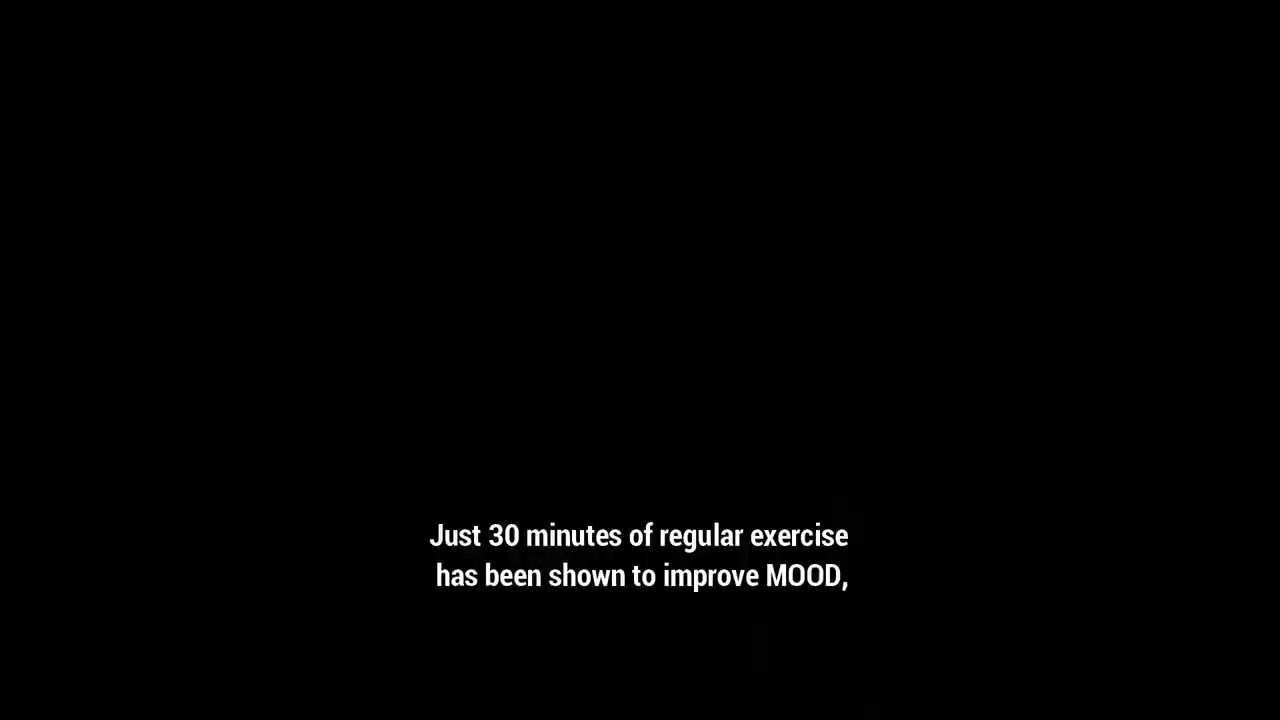 Just 30 minutes of regular exercise
has been shown to improve MOOD,